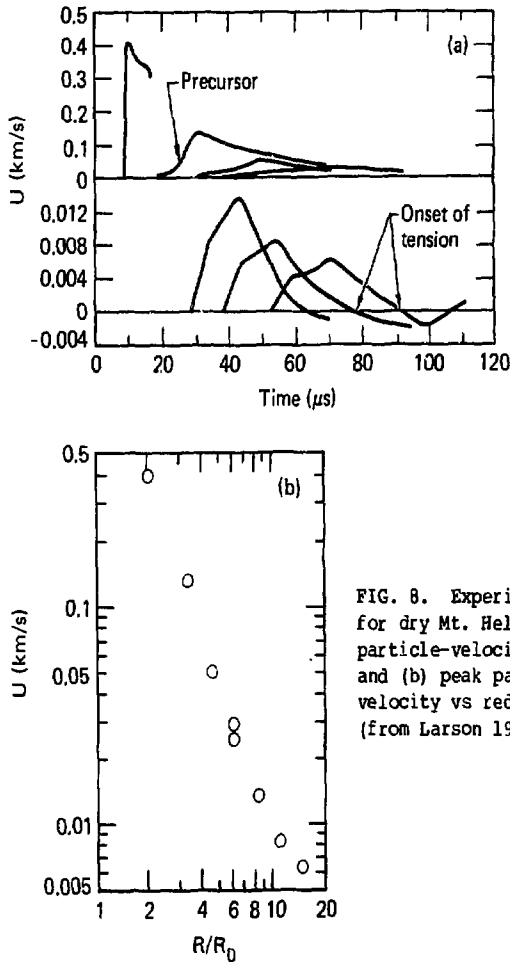 (a)
0.5
0.4
0.3
0.2
0.1
0
Precursor
U (km/s)
0.012
0.008
0.004
0
-0.004
Onset of
tension
0 20 40 60 80 100 120
Time (μs)
(b)
0.5
0.1
0.05
0.01
0.005
U (km/s)
1 2 4 6 8 10 20
R/R₀
FIG. 8. Experi
for dry Mt. Hel
particle-veloci
and (b) peak pa
velocity vs red
(from Larson 19